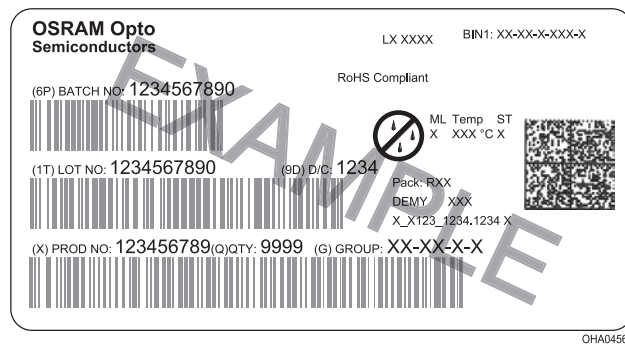 OSRAM Opto
Semiconductors
LX XXXX
BIN1: XX-XX-X-XXX-X
RoHS Compliant
(6P) BATCH NO: 1234567890
ML Temp ST
X XXX °C X
(1T) LOT NO: 1234567890
(9D) D/C: 1234
Pack: RXX
DEMY XXX
X_X123_1234.1234 X
(X) PROD NO: 123456789(Q)QTY: 9999 (G) GROUP: XX-XX-X-X
EXAMPLE
OHA0456